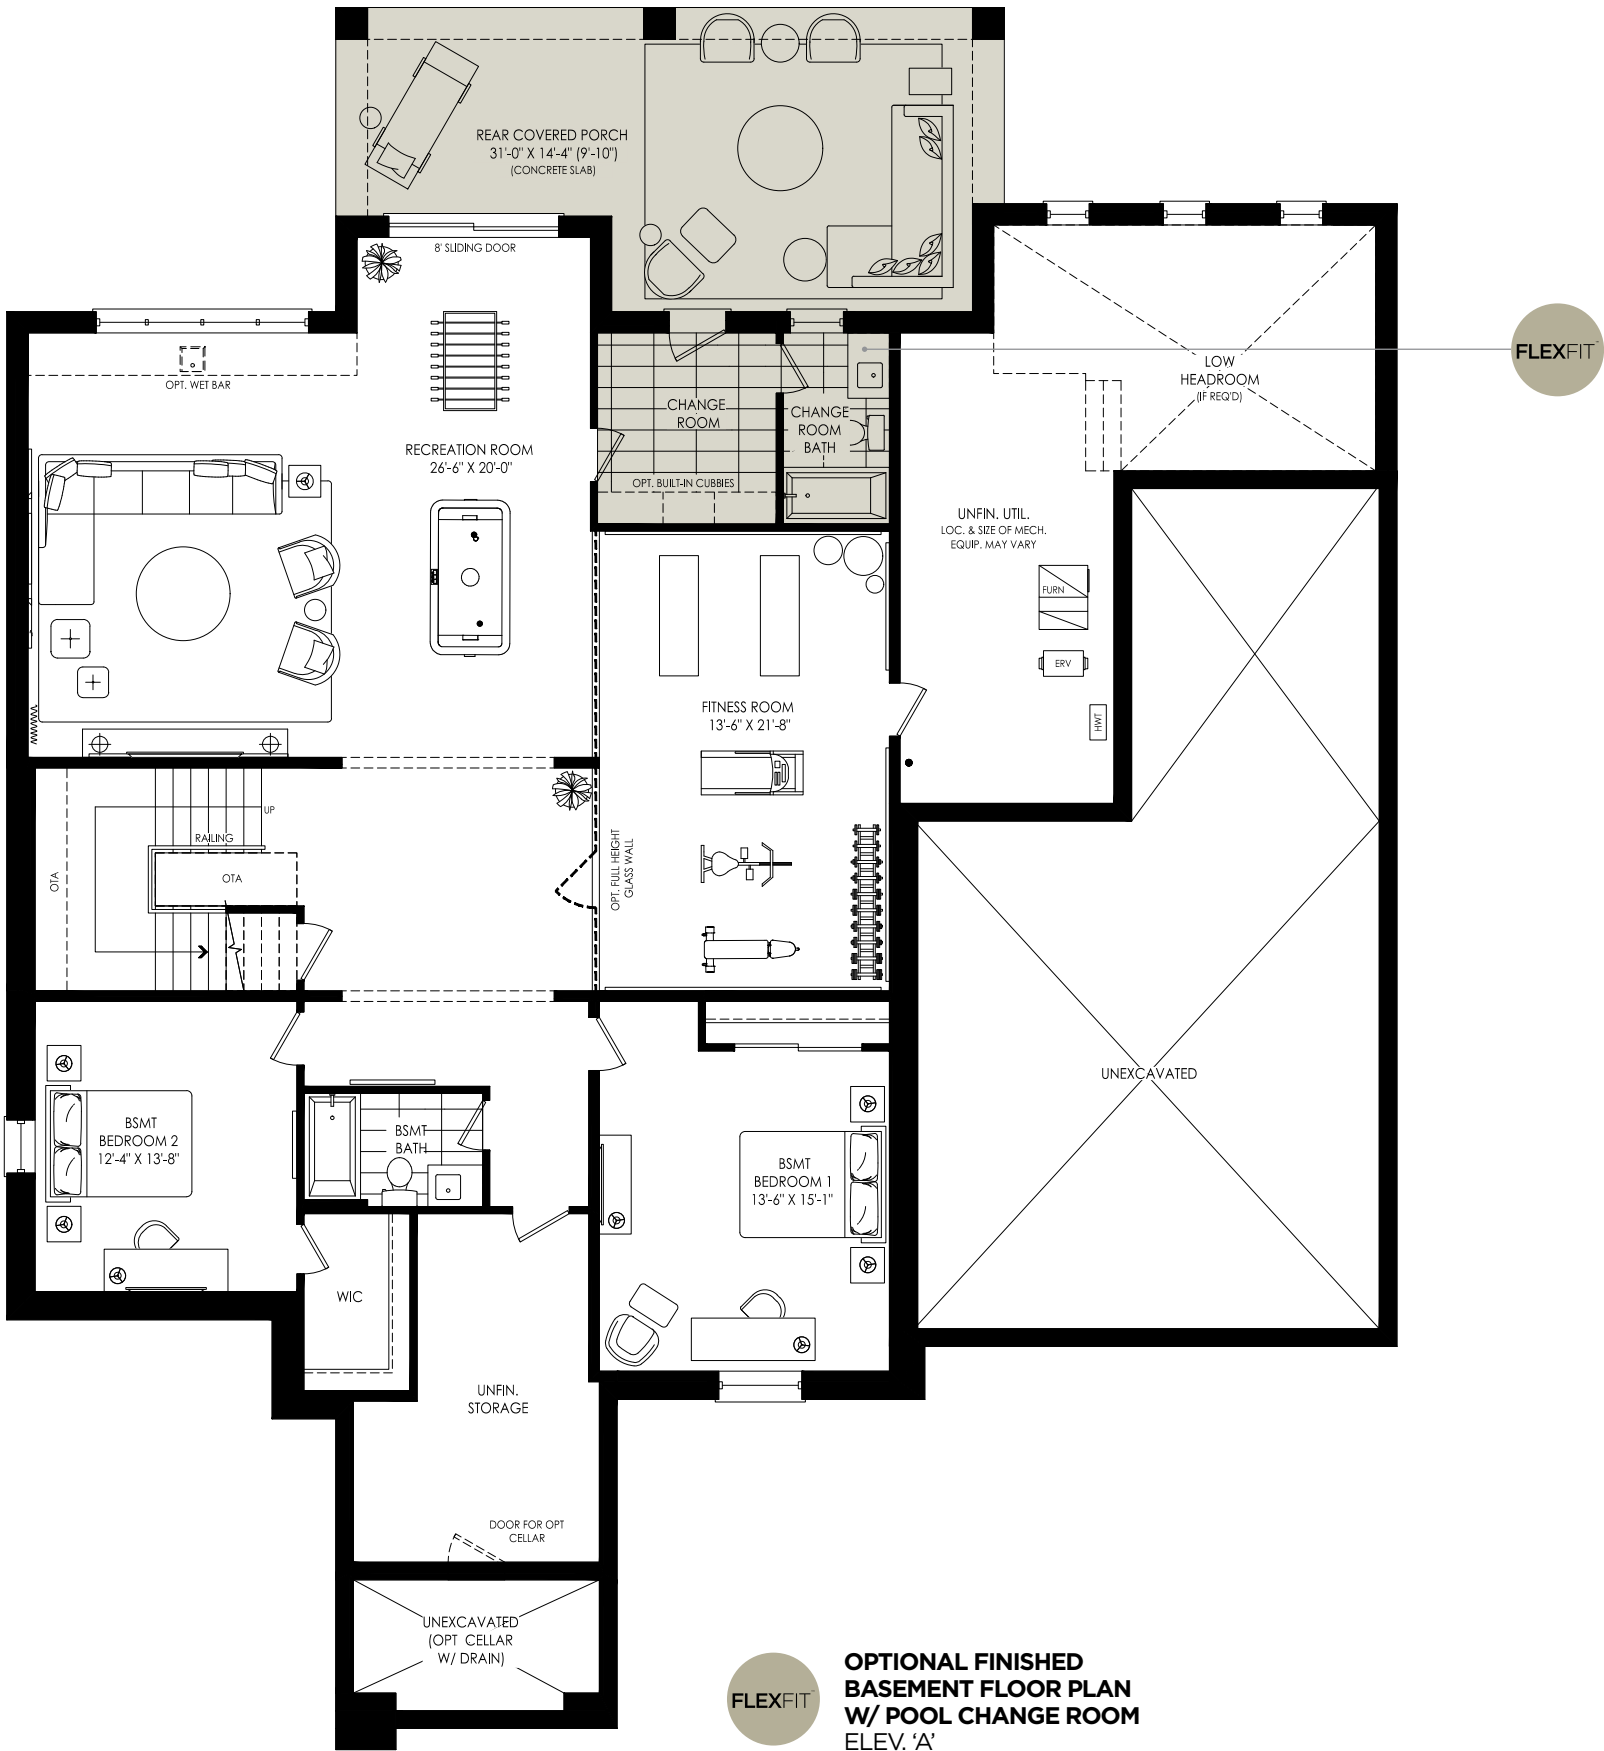 REAR COVERED PORCH
31'-0" X 14'-4" (9'-10")
(CONCRETE SLAB)
8' SLIDING DOOR
OPT. WET BAR
RECREATION ROOM
26'-6" X 20'-0"
CHANGE
ROOM
OPT. BUILT-IN CUBBIES
CHANGE
ROOM
BATH
LOW
HEADROOM
(IF REQ'D)
FLEXFIT™
UNFIN. UTIL.
LOC. & SIZE OF MECH.
EQUIP. MAY VARY
FURN
ERV
HWT
FITNESS ROOM
13'-6" X 21'-8"
OPT. FULL HEIGHT
GLASS WALL
UP
RAILING
OTA
OTA
UNEXCAVATED
BSMT
BEDROOM 2
12'-4" X 13'-8"
BSMT
BATH
BSMT
BEDROOM 1
13'-6" X 15'-1"
WIC
UNFIN.
STORAGE
DOOR FOR OPT
CELLAR
UNEXCAVATED
(OPT CELLAR
W/ DRAIN)
FLEXFIT™
OPTIONAL FINISHED
BASEMENT FLOOR PLAN
W/ POOL CHANGE ROOM
ELEV. ‘A’